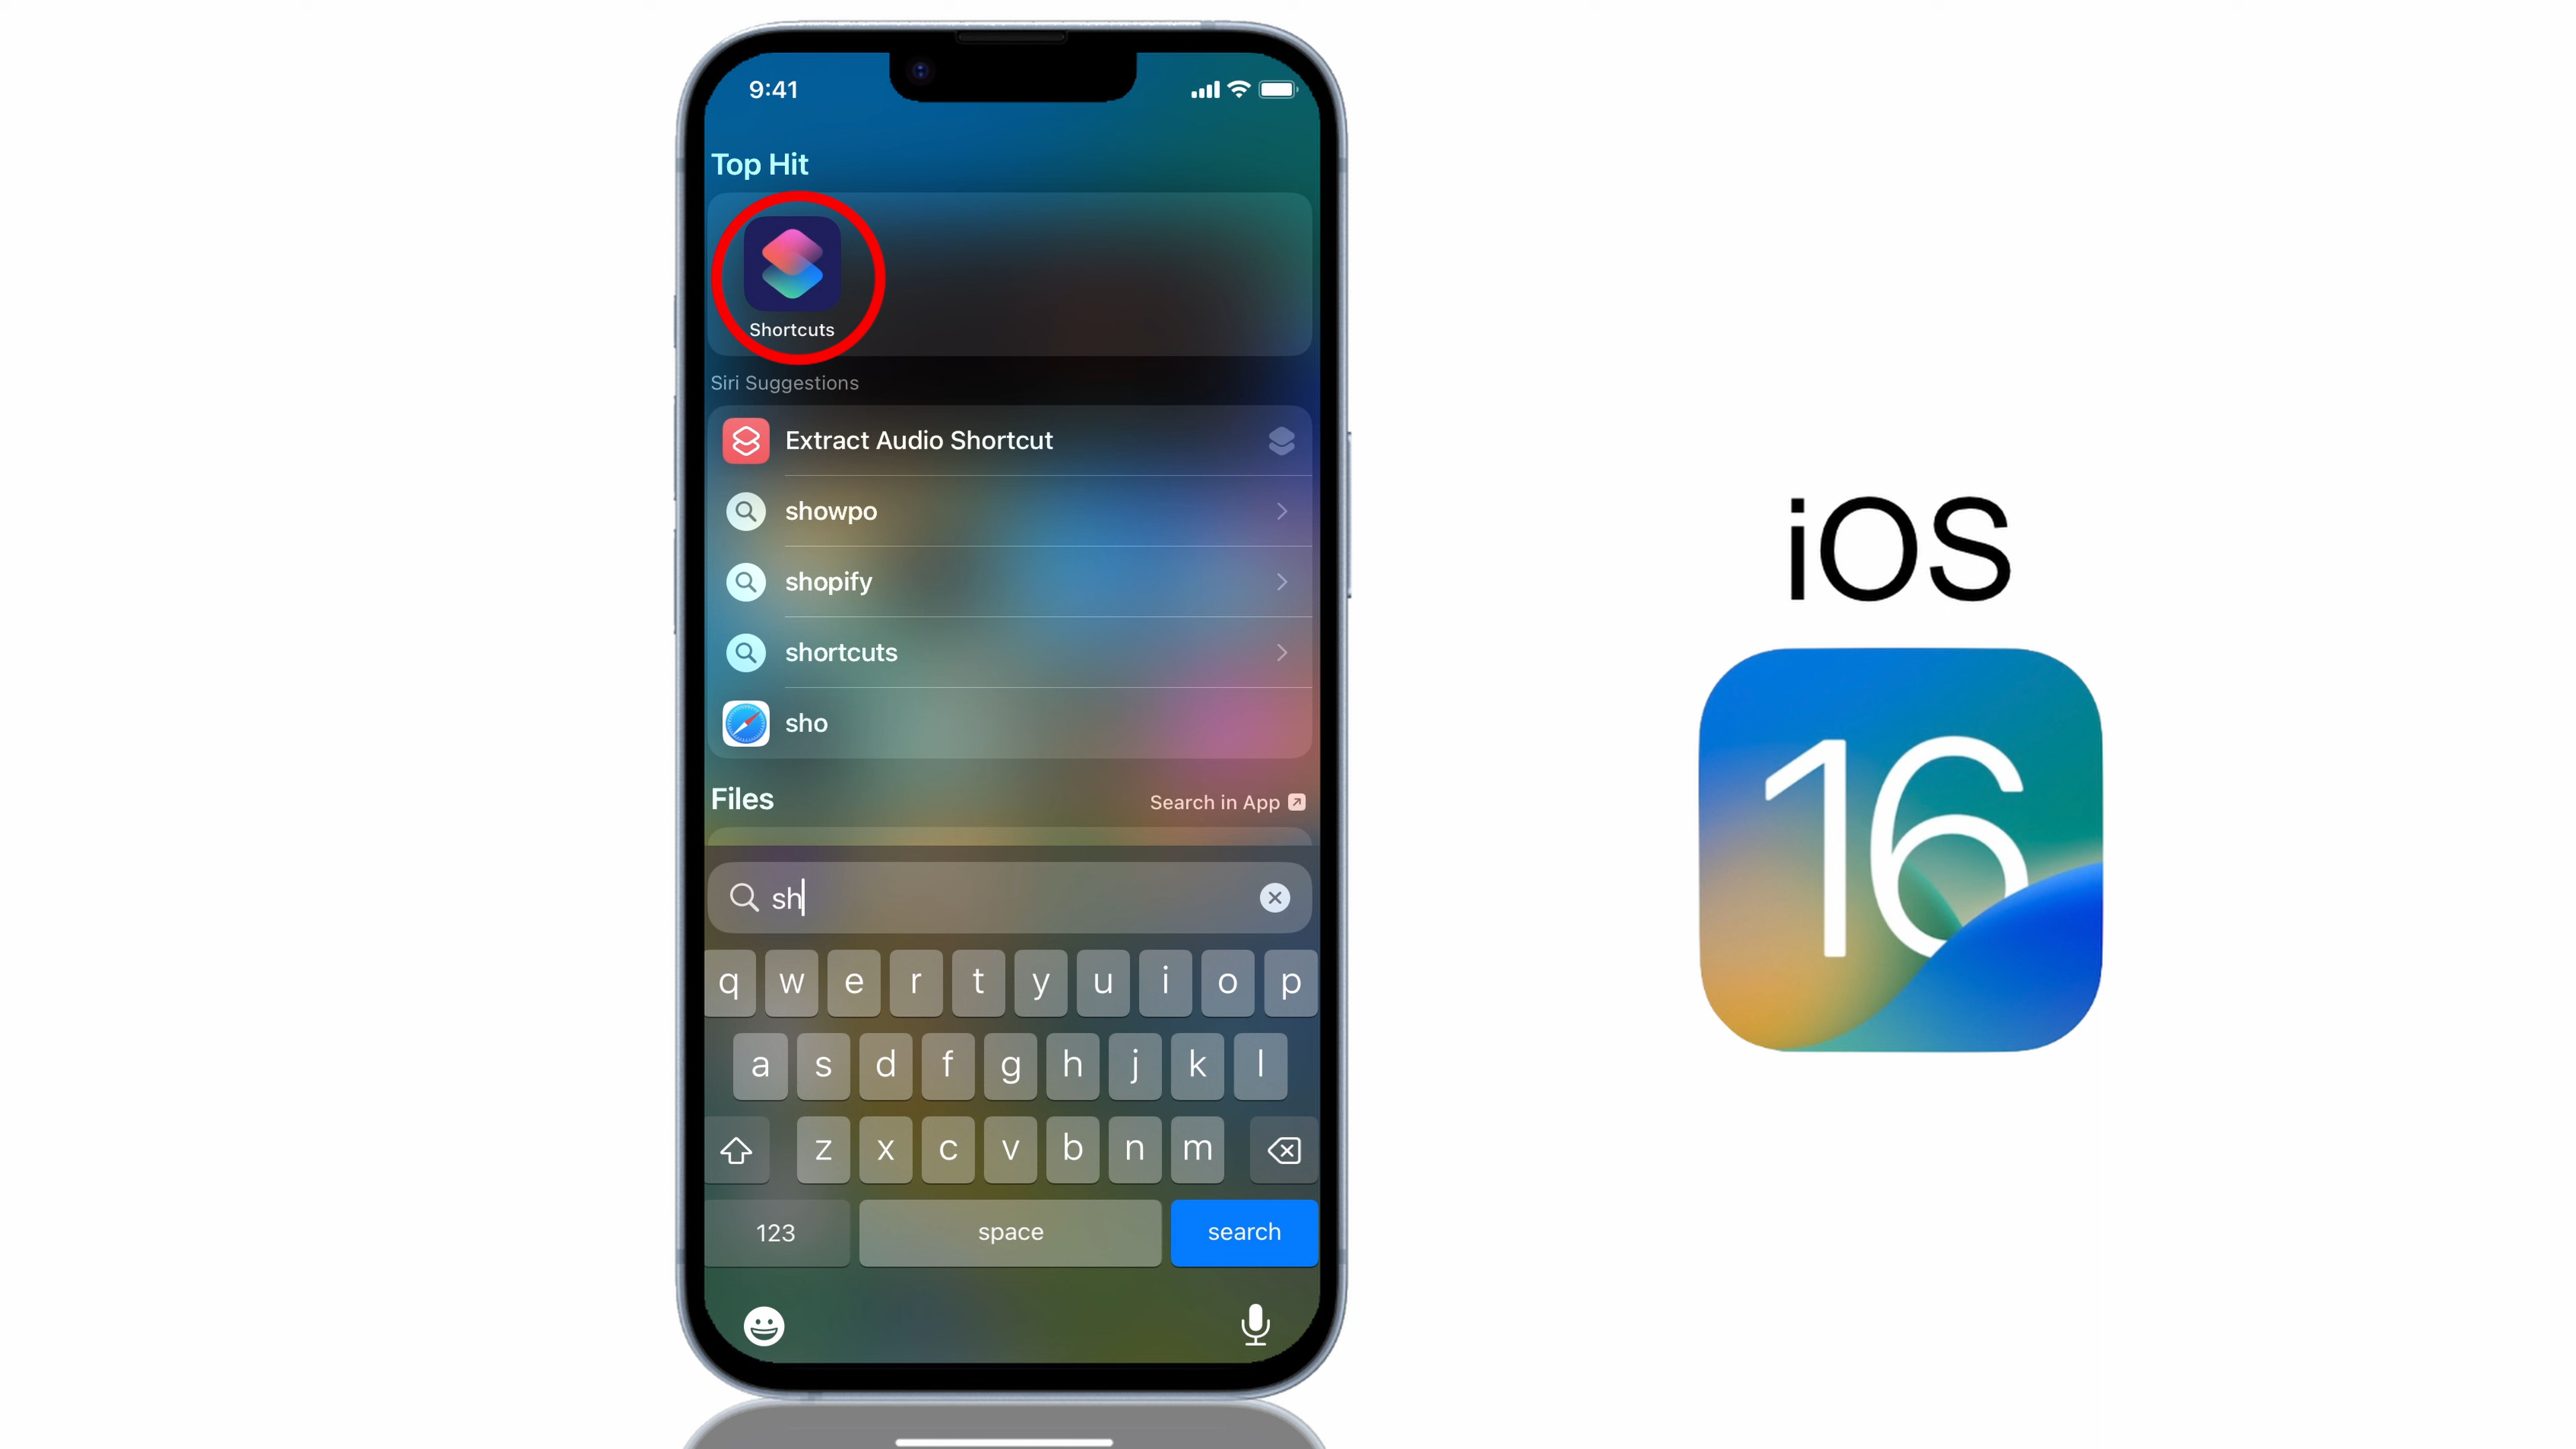 9:41
Top Hit
Shortcuts
Siri Suggestions
Extract Audio Shortcut
showpo
shopify
shortcuts
sho
Files
Search in App
sh
q w e r t y u i o p
a s d f g h j k l
z x c v b n m
123
space
search
iOS
16